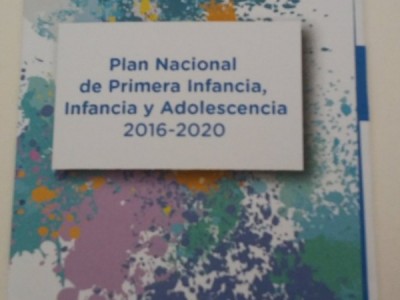 Plan Nacional
de Primera Infancia,
Infancia y Adolescencia
2016-2020